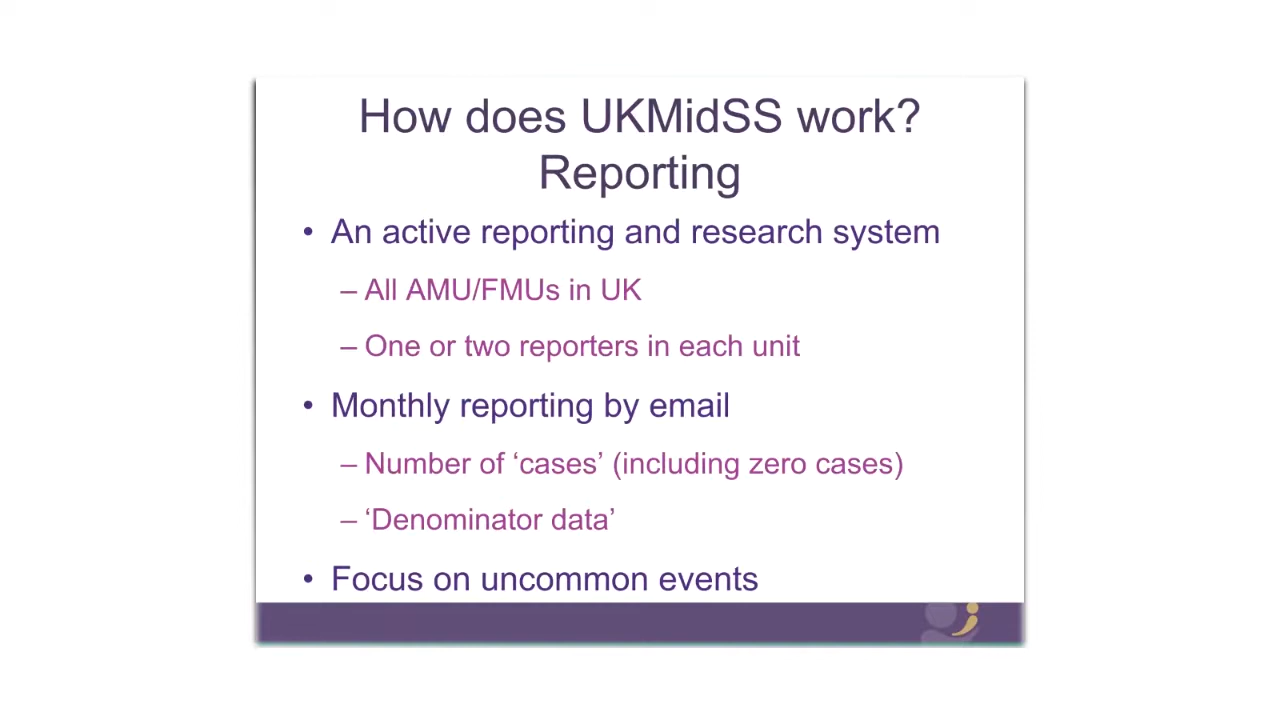 How does UKMidSS work?
Reporting
• An active reporting and research system
– All AMU/FMUs in UK
– One or two reporters in each unit
• Monthly reporting by email
– Number of ‘cases’ (including zero cases)
– ‘Denominator data’
• Focus on uncommon events